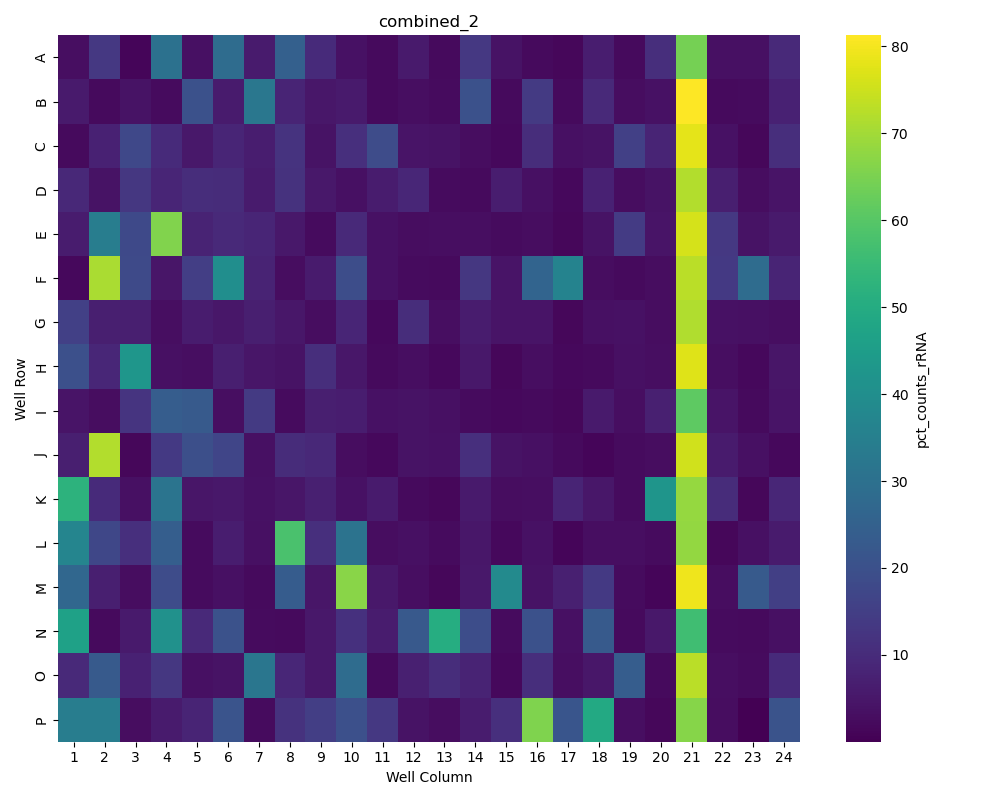 combined_2
A
B
C
D
E
F
G
H
I
J
K
L
M
N
O
P
Well Row
1 2 3 4 5 6 7 8 9 10 11 12 13 14 15 16 17 18 19 20 21 22 23 24
Well Column
80
70
60
50
40
30
20
10
pct_counts_rRNA